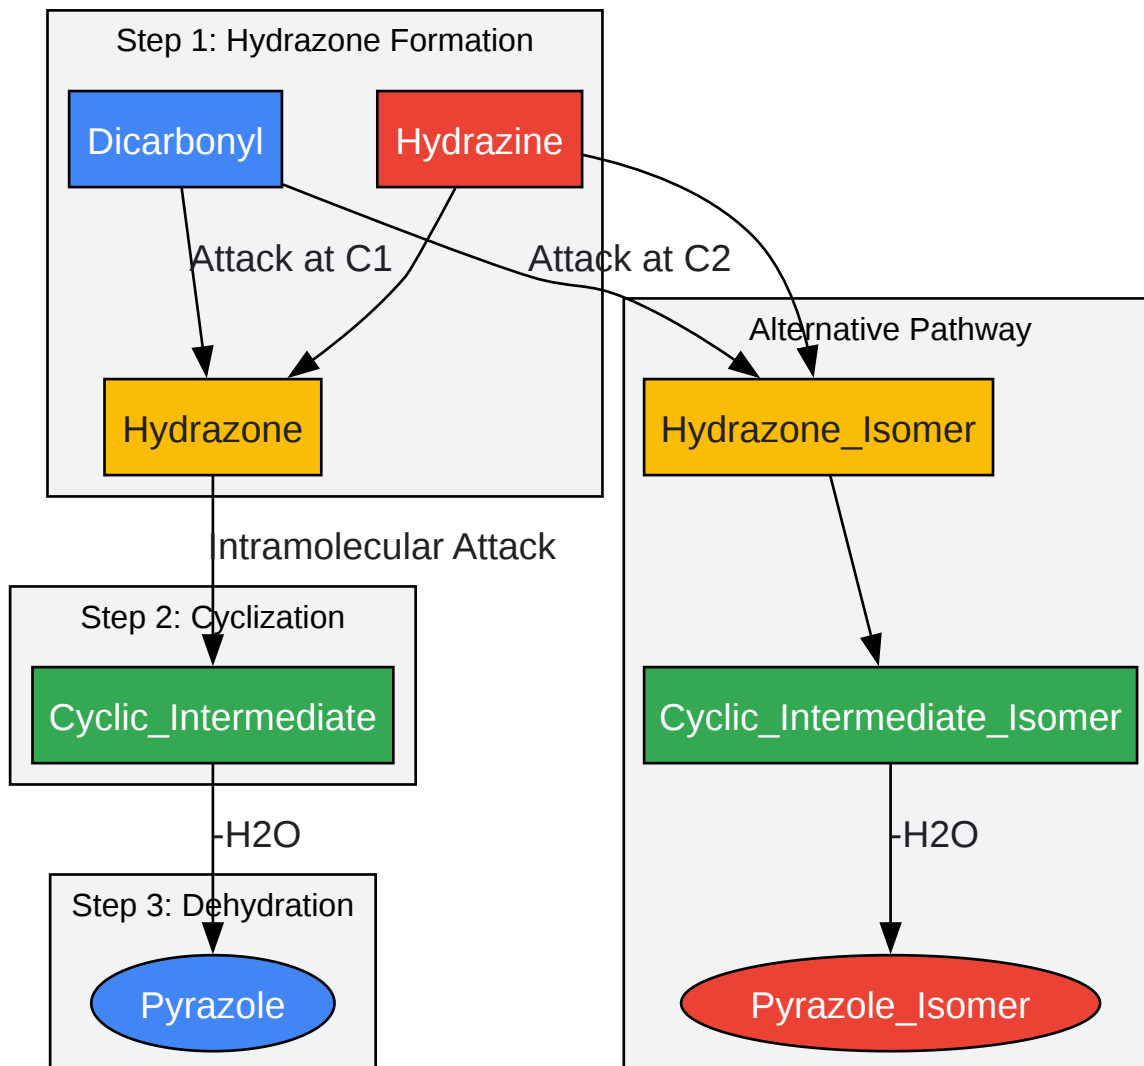 Step 1: Hydrazone Formation
Dicarbonyl
Hydrazine
Attack at C1
Attack at C2
Alternative Pathway
Hydrazone
Hydrazone_Isomer
Intramolecular Attack
Step 2: Cyclization
Cyclic_Intermediate
Cyclic_Intermediate_Isomer
-H2O
-H2O
Step 3: Dehydration
Pyrazole
Pyrazole_Isomer